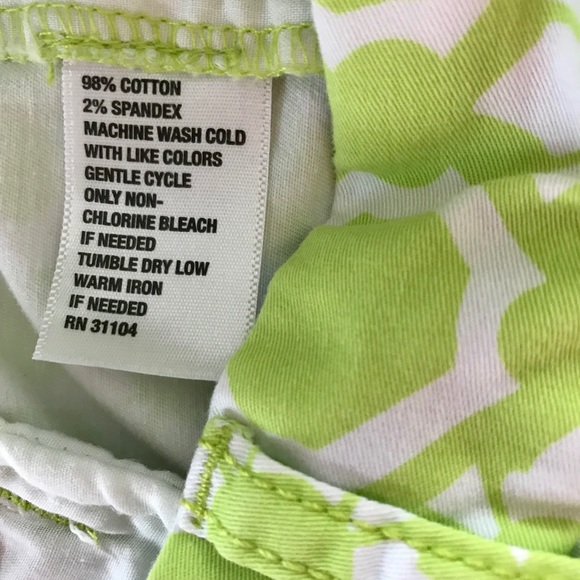 98% COTTON
2% SPANDEX
MACHINE WASH COLD
WITH LIKE COLORS
GENTLE CYCLE
ONLY NON-
CHLORINE BLEACH
IF NEEDED
TUMBLE DRY LOW
WARM IRON
IF NEEDED
RN 31104